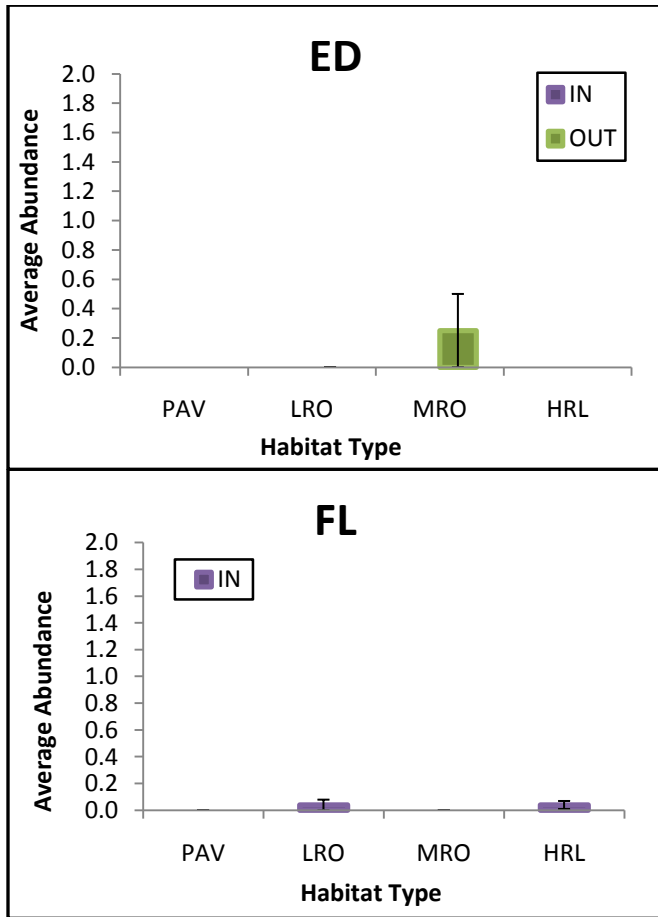 ED
2.0
1.8
1.6
1.4
1.2
1.0
0.8
0.6
0.4
0.2
0.0
Average Abundance
IN
OUT
PAV LRO MRO HRL
Habitat Type
FL
2.0
1.8
1.6
1.4
1.2
1.0
0.8
0.6
0.4
0.2
0.0
Average Abundance
IN
PAV LRO MRO HRL
Habitat Type